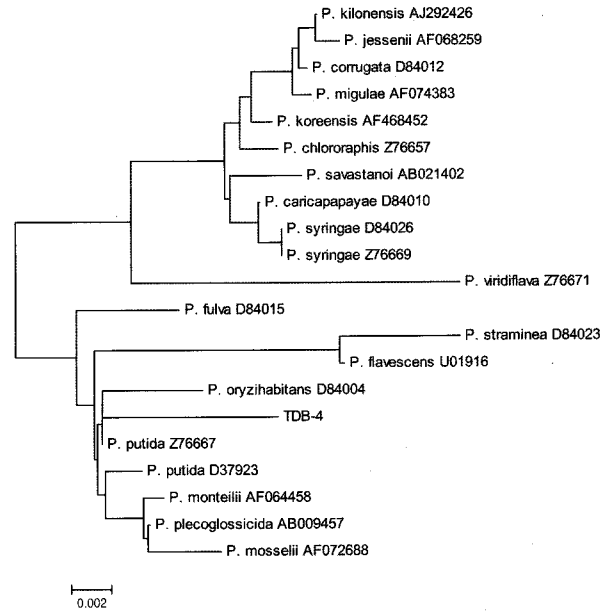 P. kilonensis AJ292426
P. jessenii AF068259
P. corrugata D84012
P. migulae AF074383
P. koreensis AF468452
P. chlororaphis Z76657
P. savastanoi AB021402
P. caricapapayae D84010
P. syringae D84026
P. syringae Z76669
P. viridiflava Z76671
P. fulva D84015
P. straminea D84023
P. flavescens U01916
P. oryzihabitans D84004
TDB-4
P. putida Z76667
P. putida D37923
P. monteilii AF064458
P. plecoglossicida AB009457
P. mosselii AF072688
0.002